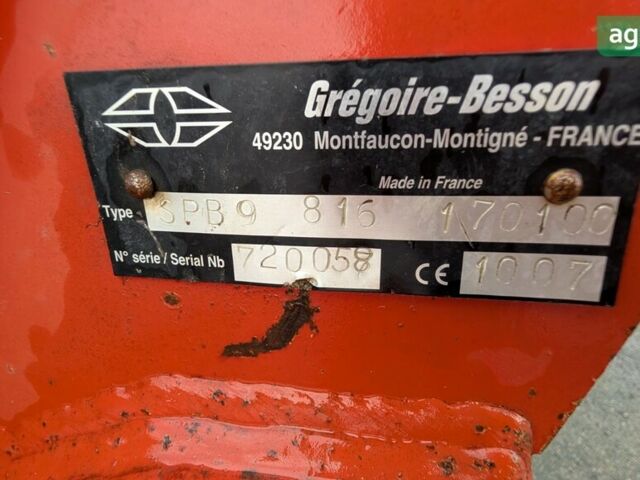 ag
Grégoire-Besson
49230 Montfaucon-Montigné - FRANCE
Made in France
Type SPB9 816 170100
N° série / Serial Nb 720058 CE 1007